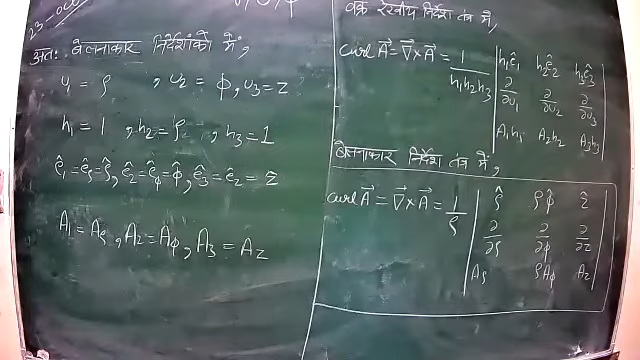 23-oct
अतः बेलनाकार निर्देशांकों में,
u₁ = ρ , u₂ = ϕ, u₃ = z
h₁ = 1 , h₂ = ρ , h₃ = 1
ê₁ = ê_ρ = ρ̂, ê₂ = ê_ϕ = ϕ̂, ê₃ = ê_z = ẑ
A₁ = A_ρ , A₂ = A_ϕ, A₃ = A_z
वक्र रेखीय निर्देश तंत्र में,
curl A⃗ = ∇⃗ × A⃗ = 1/(h₁h₂h₃) | h₁ê₁ h₂ê₂ h₃ê₃ |
| ∂/∂u₁ ∂/∂u₂ ∂/∂u₃ |
| A₁h₁ A₂h₂ A₃h₃ |
बेलनाकार निर्देश तंत्र में,
curl A⃗ = ∇⃗ × A⃗ = 1/ρ | ρ̂ ρϕ̂ ẑ |
| ∂/∂ρ ∂/∂ϕ ∂/∂z |
| A_ρ ρA_ϕ A_z |